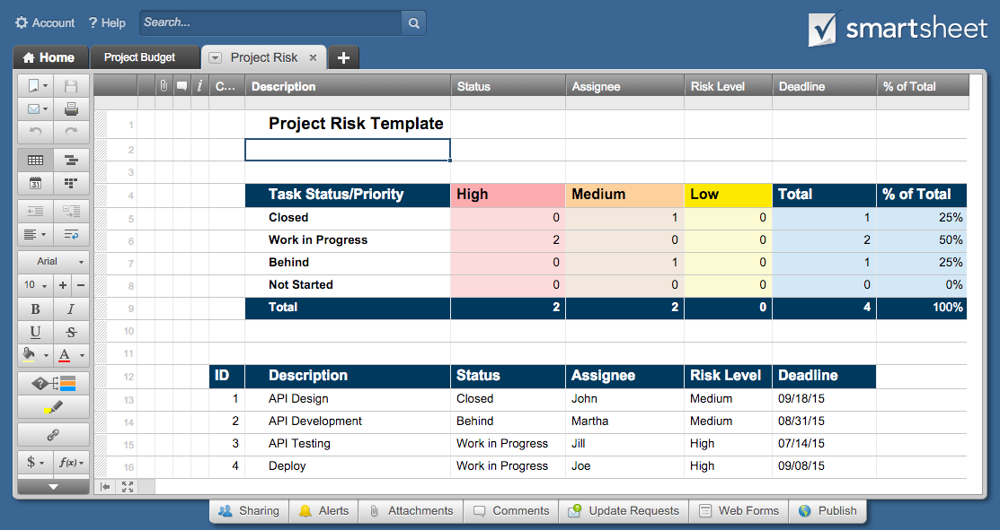 Account ? Help Search...
smartsheet
Home Project Budget Project Risk × +
i C... Description Status Assignee Risk Level Deadline % of Total
1 Project Risk Template
2
3
4 Task Status/Priority High Medium Low Total % of Total
5 Closed 0 1 0 1 25%
6 Work in Progress 2 0 0 2 50%
7 Behind 0 1 0 1 25%
8 Not Started 0 0 0 0 0%
9 Total 2 2 0 4 100%
10
11
12 ID Description Status Assignee Risk Level Deadline
13 1 API Design Closed John Medium 09/18/15
14 2 API Development Behind Martha Medium 08/31/15
15 3 API Testing Work in Progress Jill High 07/14/15
16 4 Deploy Work in Progress Joe High 09/08/15
31
Arial
10 + −
B I
U S
A
?
$ f(x)
Sharing Alerts Attachments Comments Update Requests Web Forms Publish